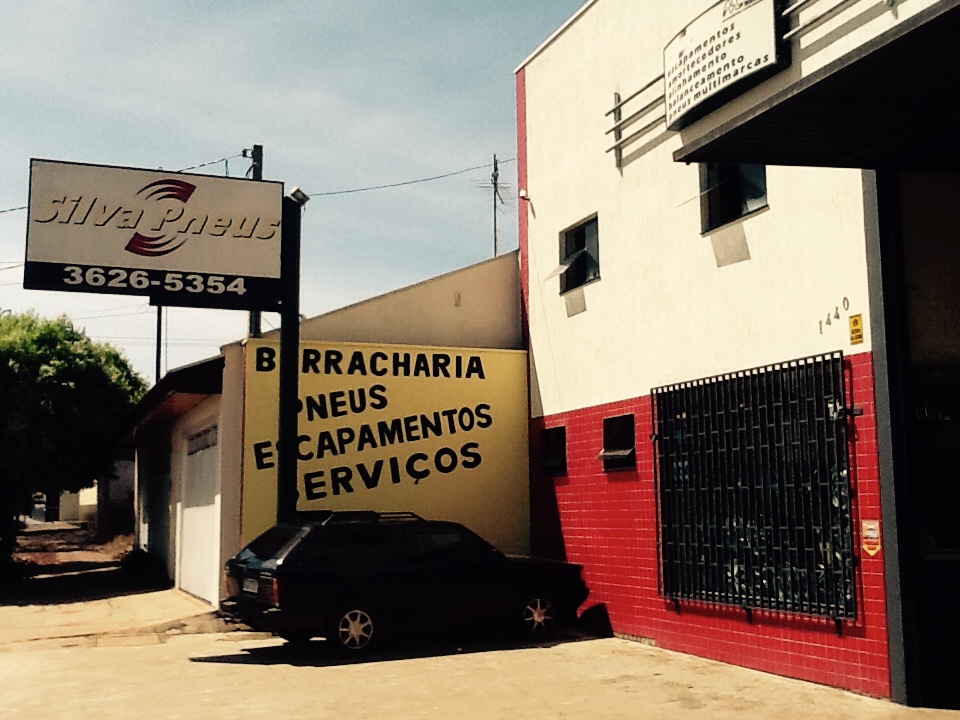 Silva Pneus
3626-5354
BORRACHARIA
PNEUS
ESCAPAMENTOS
SERVIÇOS
escapamentos
amortecedores
alinhamento
balanceamento
pneus multimarcas
1440